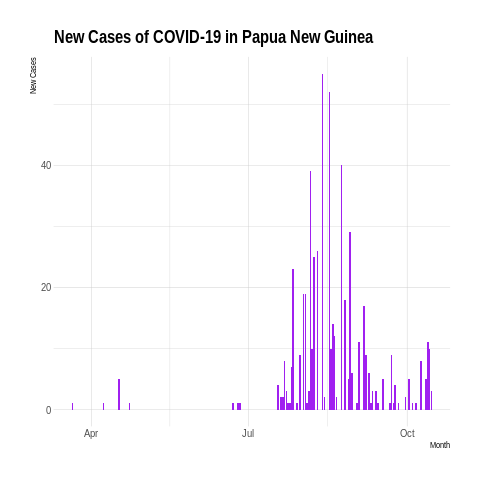 New Cases of COVID-19 in Papua New Guinea
New Cases
40
20
0
Apr
Jul
Oct
Month